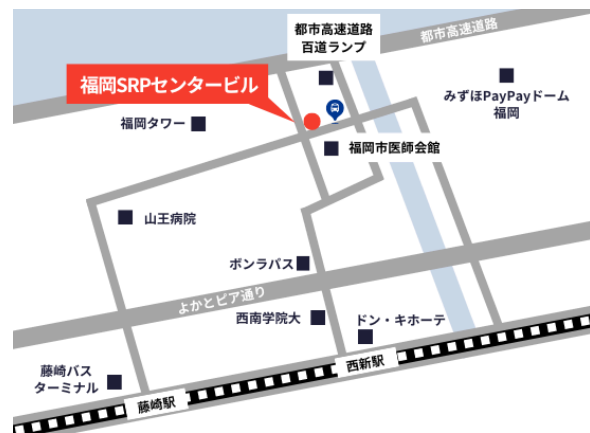 都市高速道路
百道ランプ
都市高速道路
福岡SRPセンタービル
みずほPayPayドーム
福岡
福岡タワー
福岡市医師会館
山王病院
ボンラパス
よかとピア通り
西南学院大
ドン・キホーテ
藤崎バス
ターミナル
西新駅
藤崎駅